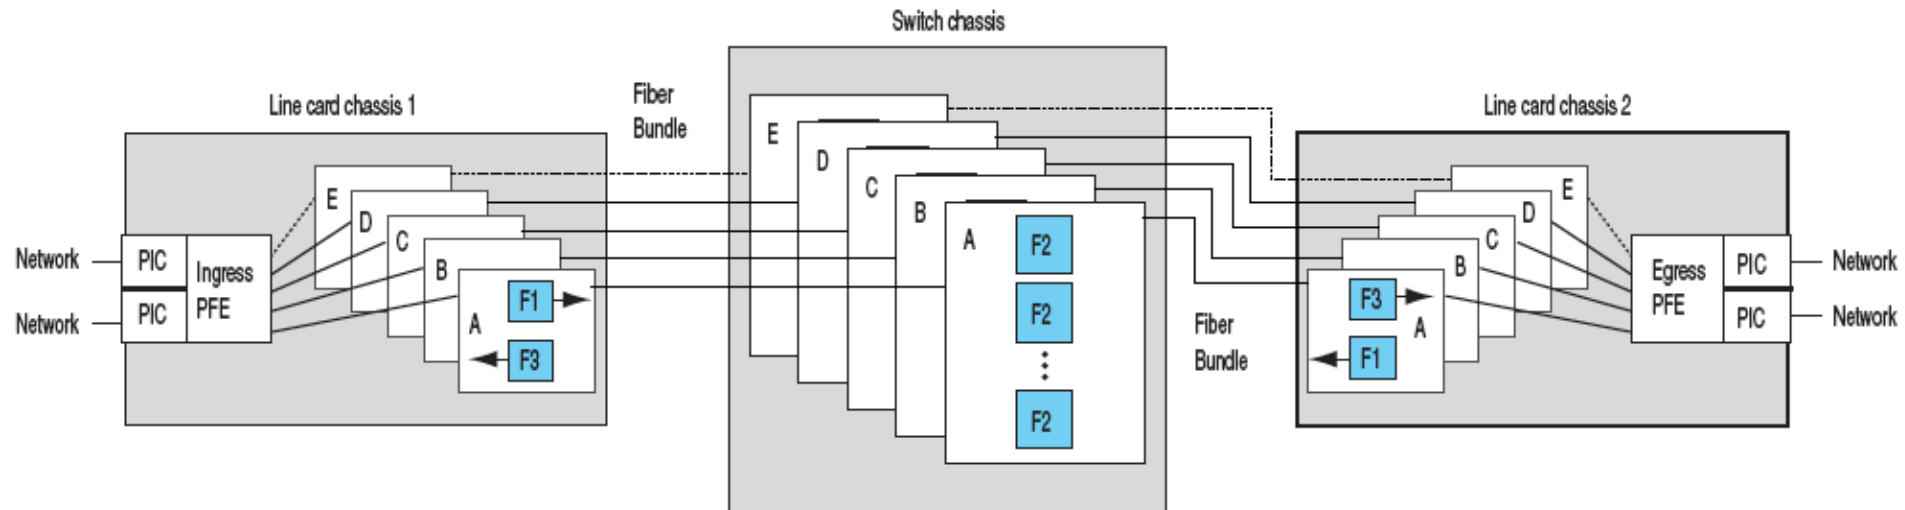 Switch chassis
Line card chassis 1
Fiber
Bundle
Line card chassis 2
E
D
C
B
A
F1
F3
Network
Network
PIC
PIC
Ingress
PFE
E
D
C
B
A
F2
F2
F2
Fiber
Bundle
E
D
C
B
A
F3
F1
Egress
PFE
PIC
PIC
Network
Network